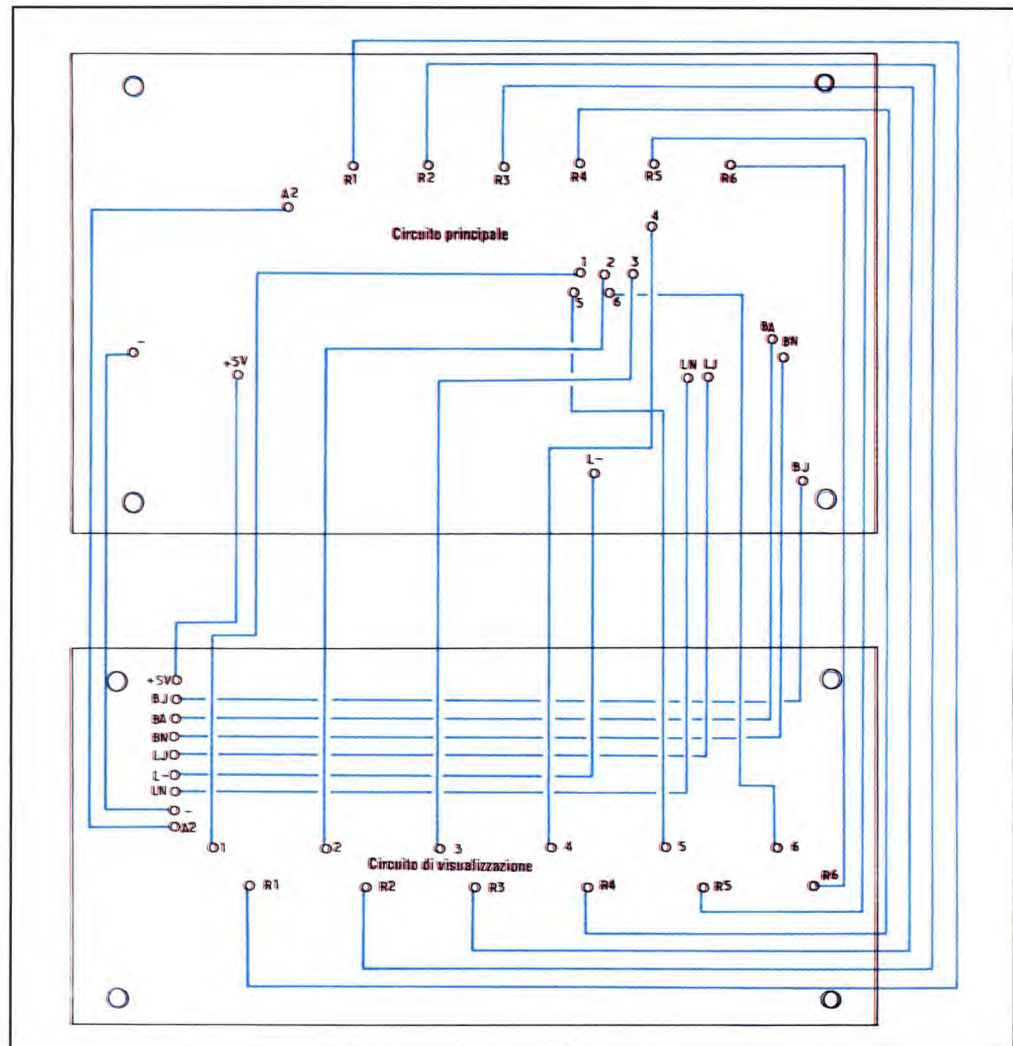 R1 R2 R3 R4 R5 R6
A2
4
Circuito principale
1 2 3
5 6
BA
-
BN
+5V
LN LJ
L-
BJ
+5V
BJ
BA
BN
LJ
L-
LN
-
A2
1 2 3 4 5 6
Circuito di visualizzazione
R1 R2 R3 R4 R5 R6